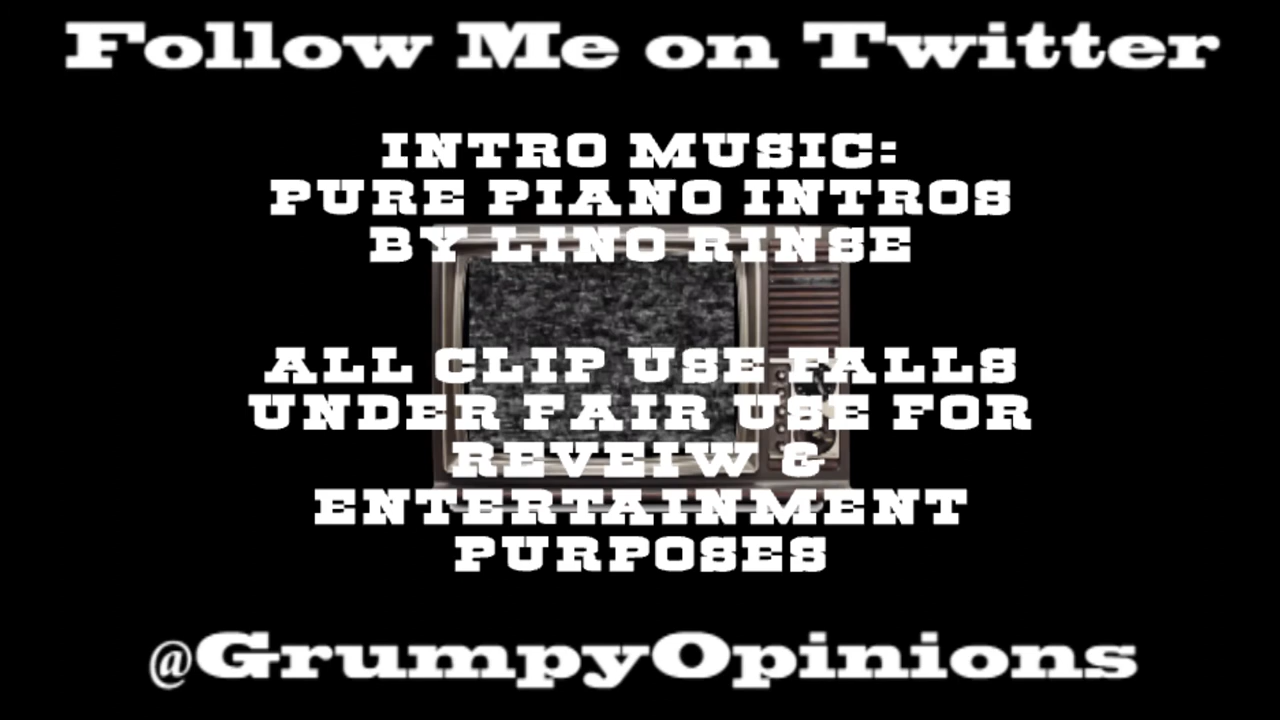 Follow Me on Twitter
INTRO MUSIC:
PURE PIANO INTROS
BY LINO RINSE
ALL CLIP USE FALLS
UNDER FAIR USE FOR
REVEIW &
ENTERTAINMENT
PURPOSES
@GrumpyOpinions